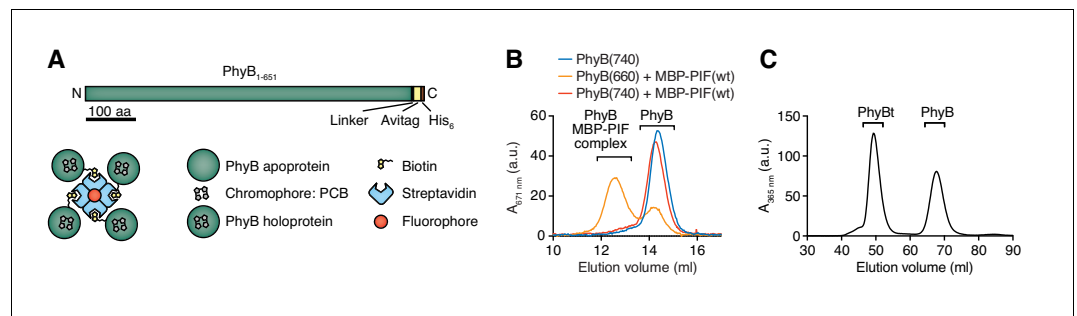 A
PhyB1-651
N
C
100 aa
Linker
Avitag
His6
PhyB apoprotein
Chromophore: PCB
PhyB holoprotein
Biotin
Streptavidin
Fluorophore
B
PhyB(740)
PhyB(660) + MBP-PIF(wt)
PhyB(740) + MBP-PIF(wt)
PhyB
MBP-PIF
complex
PhyB
A671 nm (a.u.)
60
40
20
0
10
12
14
16
Elution volume (ml)
C
PhyBt
PhyB
A365 nm (a.u.)
150
100
50
0
30
40
50
60
70
80
90
Elution volume (ml)